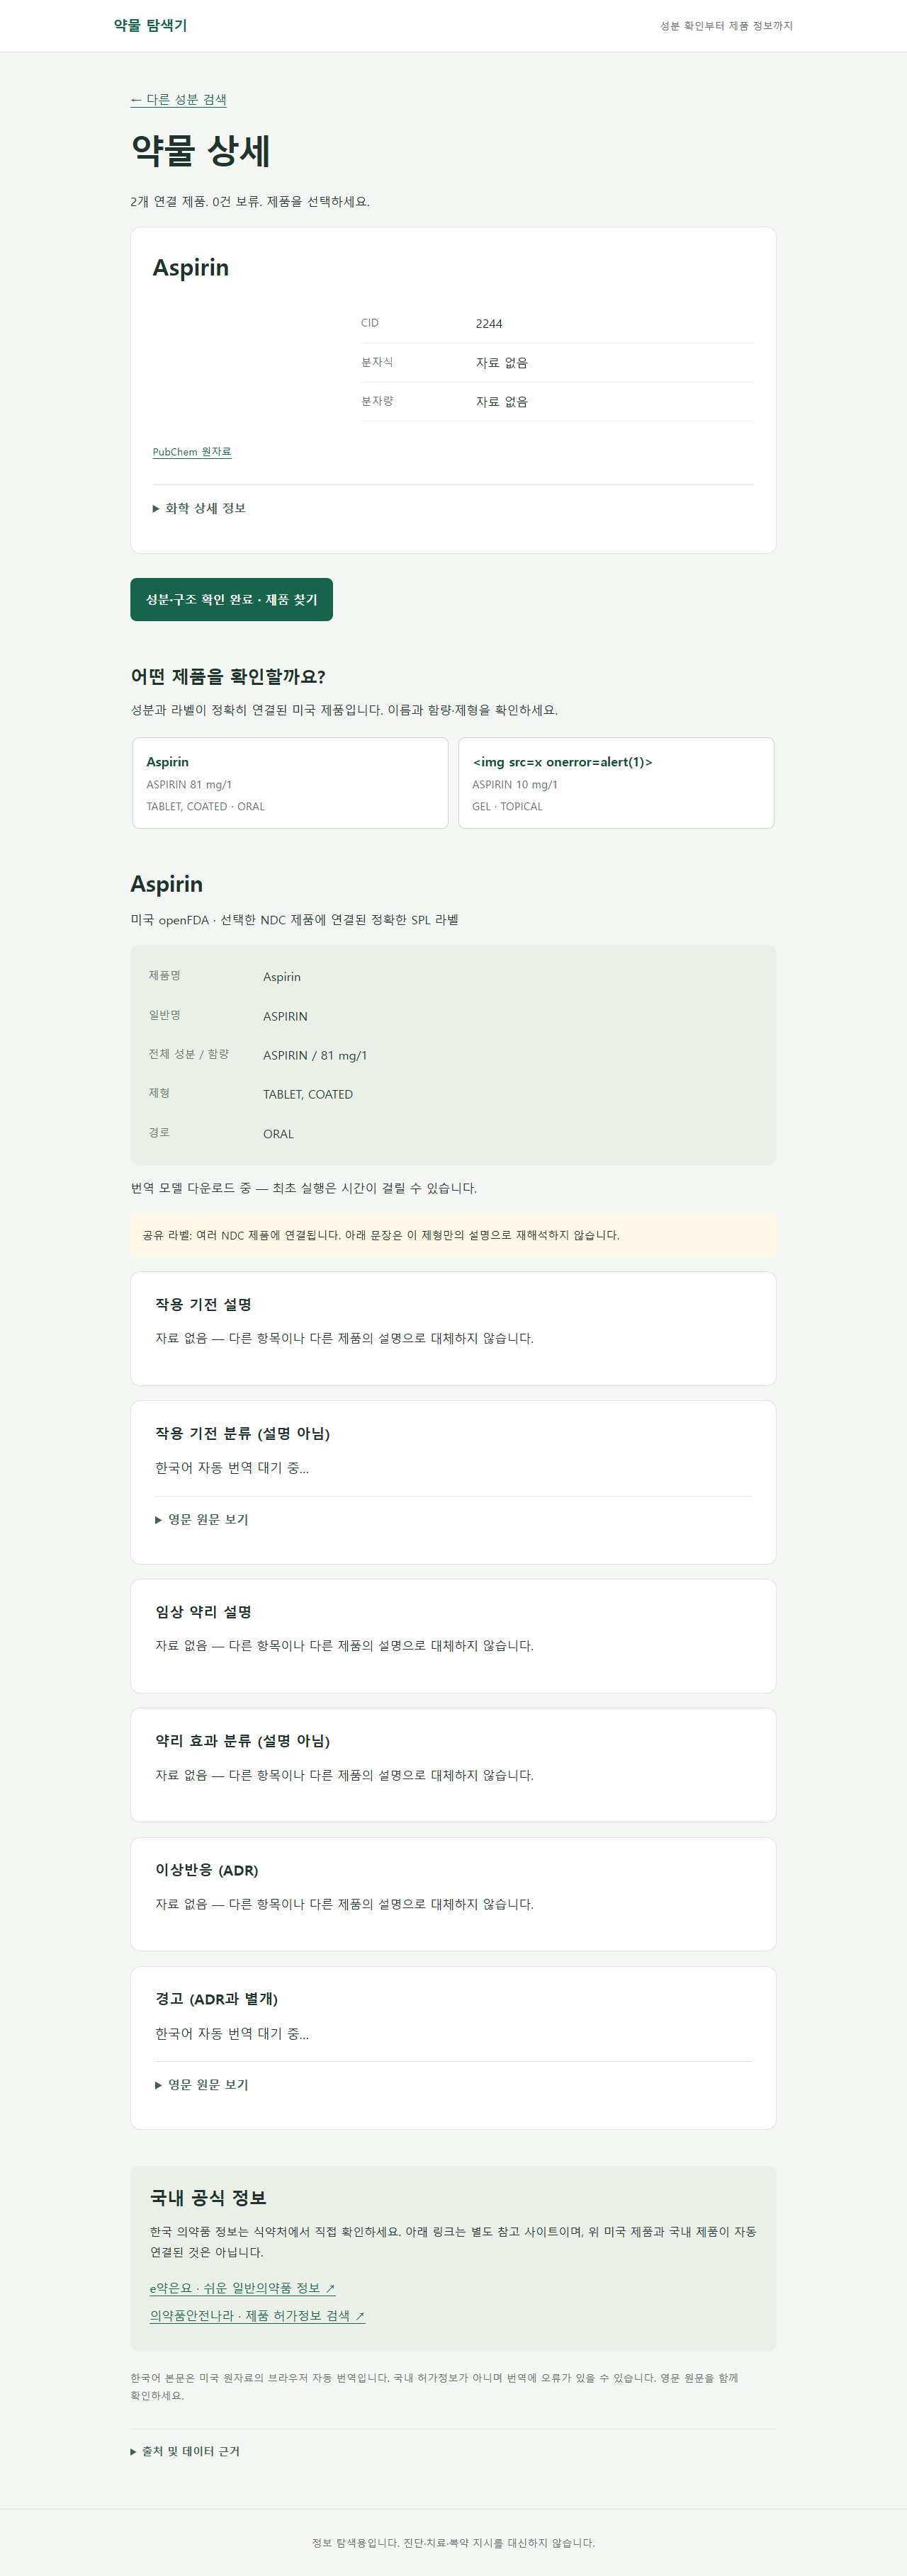 약물 탐색기
성분 확인부터 제품 정보까지
← 다른 성분 검색
약물 상세
2개 연결 제품. 0건 보류. 제품을 선택하세요.
Aspirin
CID 2244
분자식 자료 없음
분자량 자료 없음
PubChem 원자료
▶ 화학 상세 정보
성분·구조 확인 완료 · 제품 찾기
어떤 제품을 확인할까요?
성분과 라벨이 정확히 연결된 미국 제품입니다. 이름과 함량·제형을 확인하세요.
Aspirin
ASPIRIN 81 mg/1
TABLET, COATED · ORAL
<img src=x onerror=alert(1)>
ASPIRIN 10 mg/1
GEL · TOPICAL
Aspirin
미국 openFDA · 선택한 NDC 제품에 연결된 정확한 SPL 라벨
제품명 Aspirin
일반명 ASPIRIN
전체 성분 / 함량 ASPIRIN / 81 mg/1
제형 TABLET, COATED
경로 ORAL
번역 모델 다운로드 중 — 최초 실행은 시간이 걸릴 수 있습니다.
공유 라벨: 여러 NDC 제품에 연결됩니다. 아래 문장은 이 제형만의 설명으로 재해석하지 않습니다.
작용 기전 설명
자료 없음 — 다른 항목이나 다른 제품의 설명으로 대체하지 않습니다.
작용 기전 분류 (설명 아님)
한국어 자동 번역 대기 중…
▶ 영문 원문 보기
임상 약리 설명
자료 없음 — 다른 항목이나 다른 제품의 설명으로 대체하지 않습니다.
약리 효과 분류 (설명 아님)
자료 없음 — 다른 항목이나 다른 제품의 설명으로 대체하지 않습니다.
이상반응 (ADR)
자료 없음 — 다른 항목이나 다른 제품의 설명으로 대체하지 않습니다.
경고 (ADR과 별개)
한국어 자동 번역 대기 중…
▶ 영문 원문 보기
국내 공식 정보
한국 의약품 정보는 식약처에서 직접 확인하세요. 아래 링크는 별도 참고 사이트이며, 위 미국 제품과 국내 제품이 자동
연결된 것은 아닙니다.
e약은요 · 쉬운 일반의약품 정보 ↗
의약품안전나라 · 제품 허가정보 검색 ↗
한국어 본문은 미국 원자료의 브라우저 자동 번역입니다. 국내 허가정보가 아니며 번역에 오류가 있을 수 있습니다. 영문 원문을 함께
확인하세요.
▶ 출처 및 데이터 근거
정보 탐색용입니다. 진단·치료·복약 지시를 대신하지 않습니다.